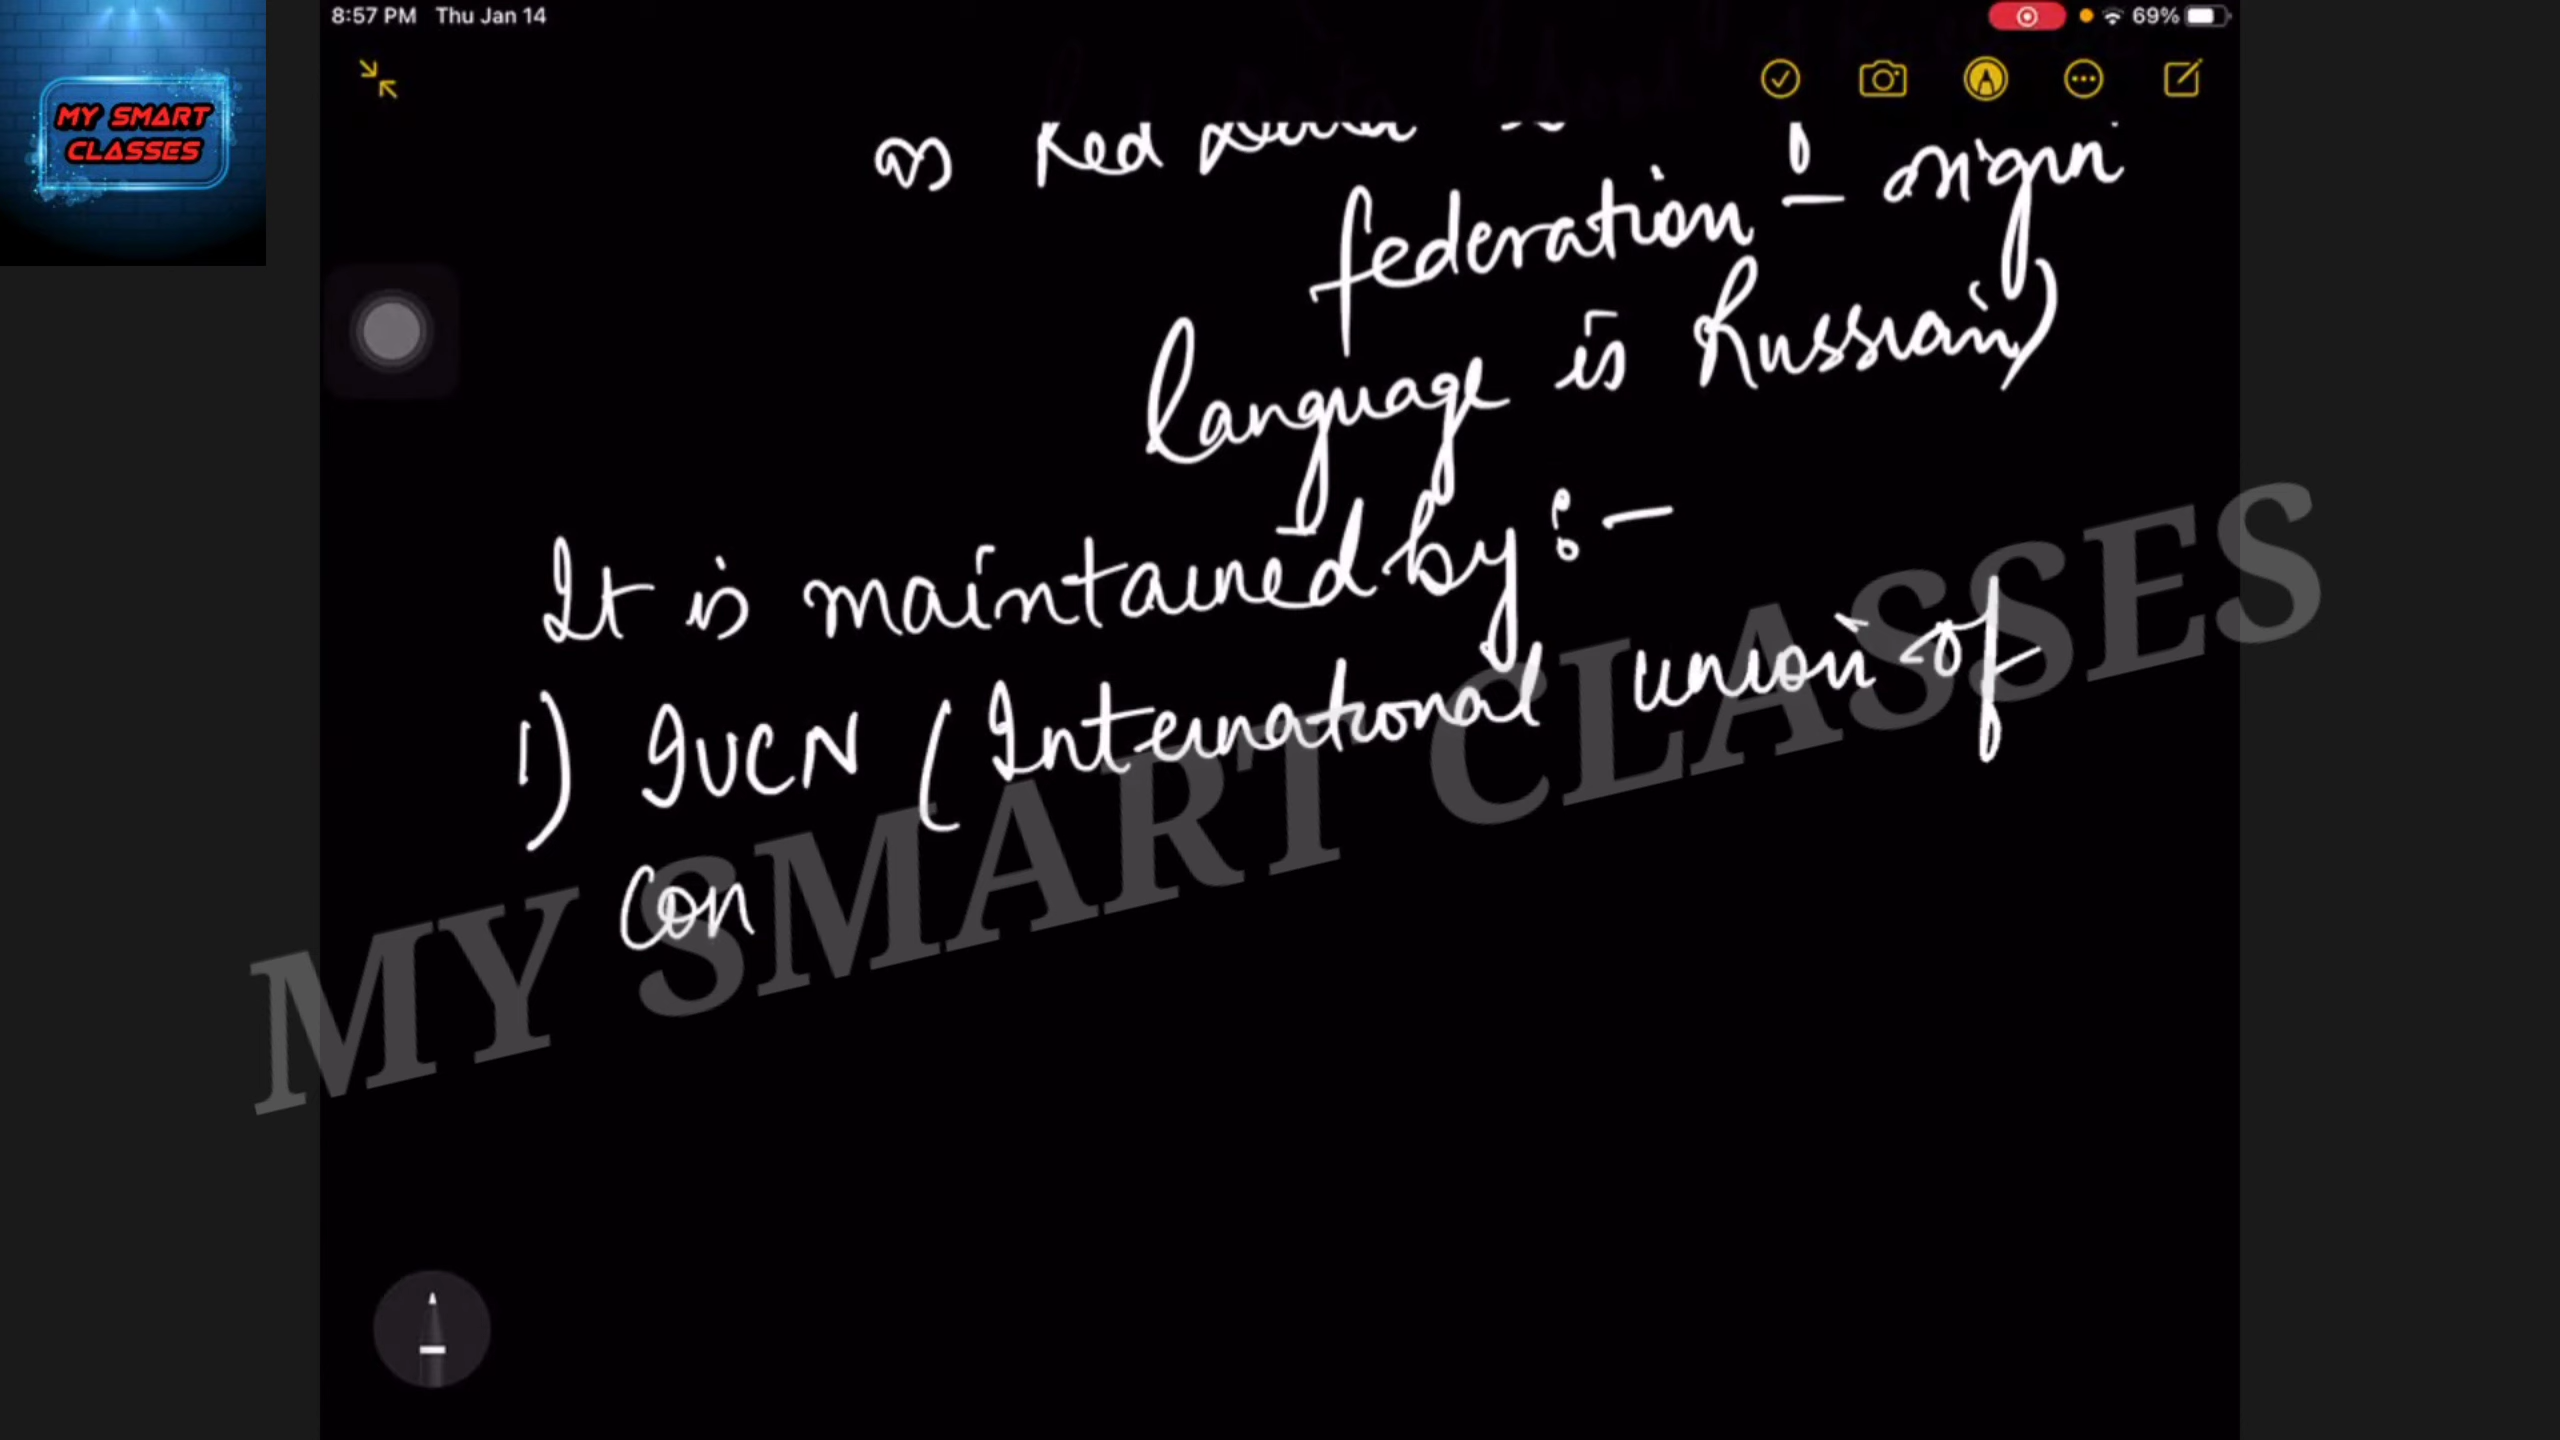 8:57 PM Thu Jan 14
69%
MY SMART
CLASSES
Red Data
federation - origin
language is Russian)
It is maintained by :-
1) IUCN (International union of
Con
MY SMART CLASSES